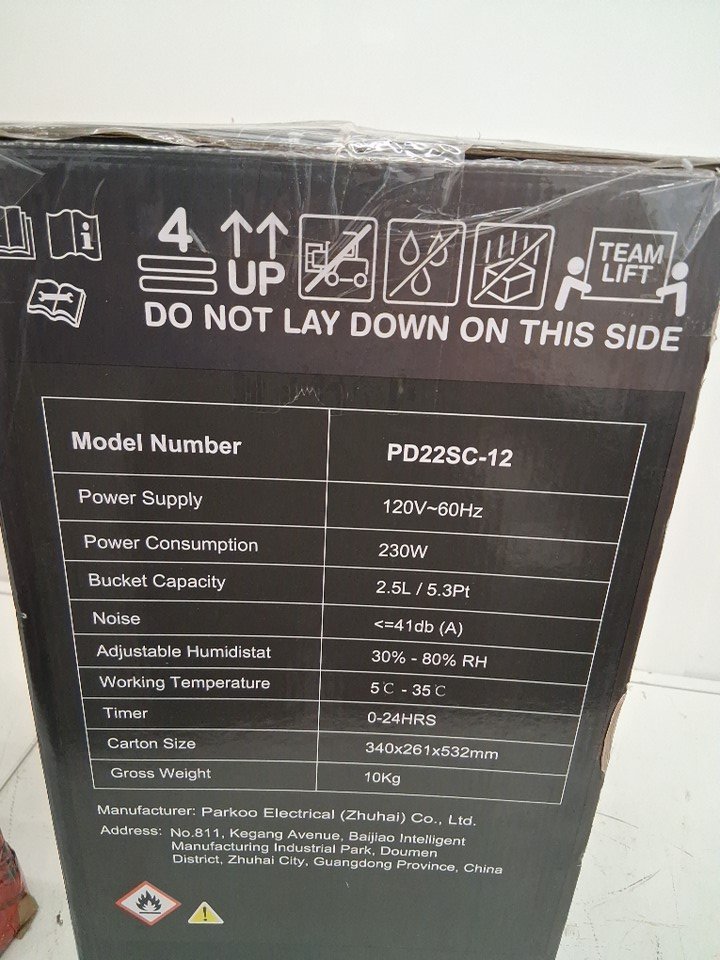 4
UP
TEAM
LIFT
DO NOT LAY DOWN ON THIS SIDE
Model Number PD22SC-12
Power Supply 120V~60Hz
Power Consumption 230W
Bucket Capacity 2.5L / 5.3Pt
Noise <=41db (A)
Adjustable Humidistat 30% - 80% RH
Working Temperature 5℃ - 35℃
Timer 0-24HRS
Carton Size 340x261x532mm
Gross Weight 10Kg
Manufacturer: Parkoo Electrical (Zhuhai) Co., Ltd.
Address: No.811, Kegang Avenue, Baijiao Intelligent
Manufacturing Industrial Park, Doumen
District, Zhuhai City, Guangdong Province, China